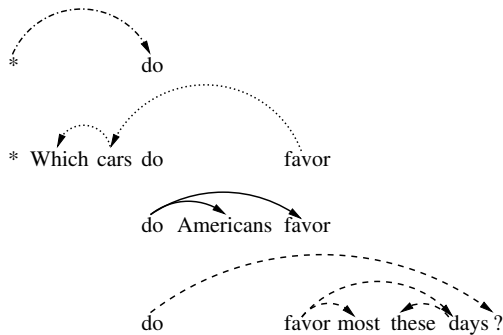 * do
* Which cars do favor
do Americans favor
do favor most these days ?